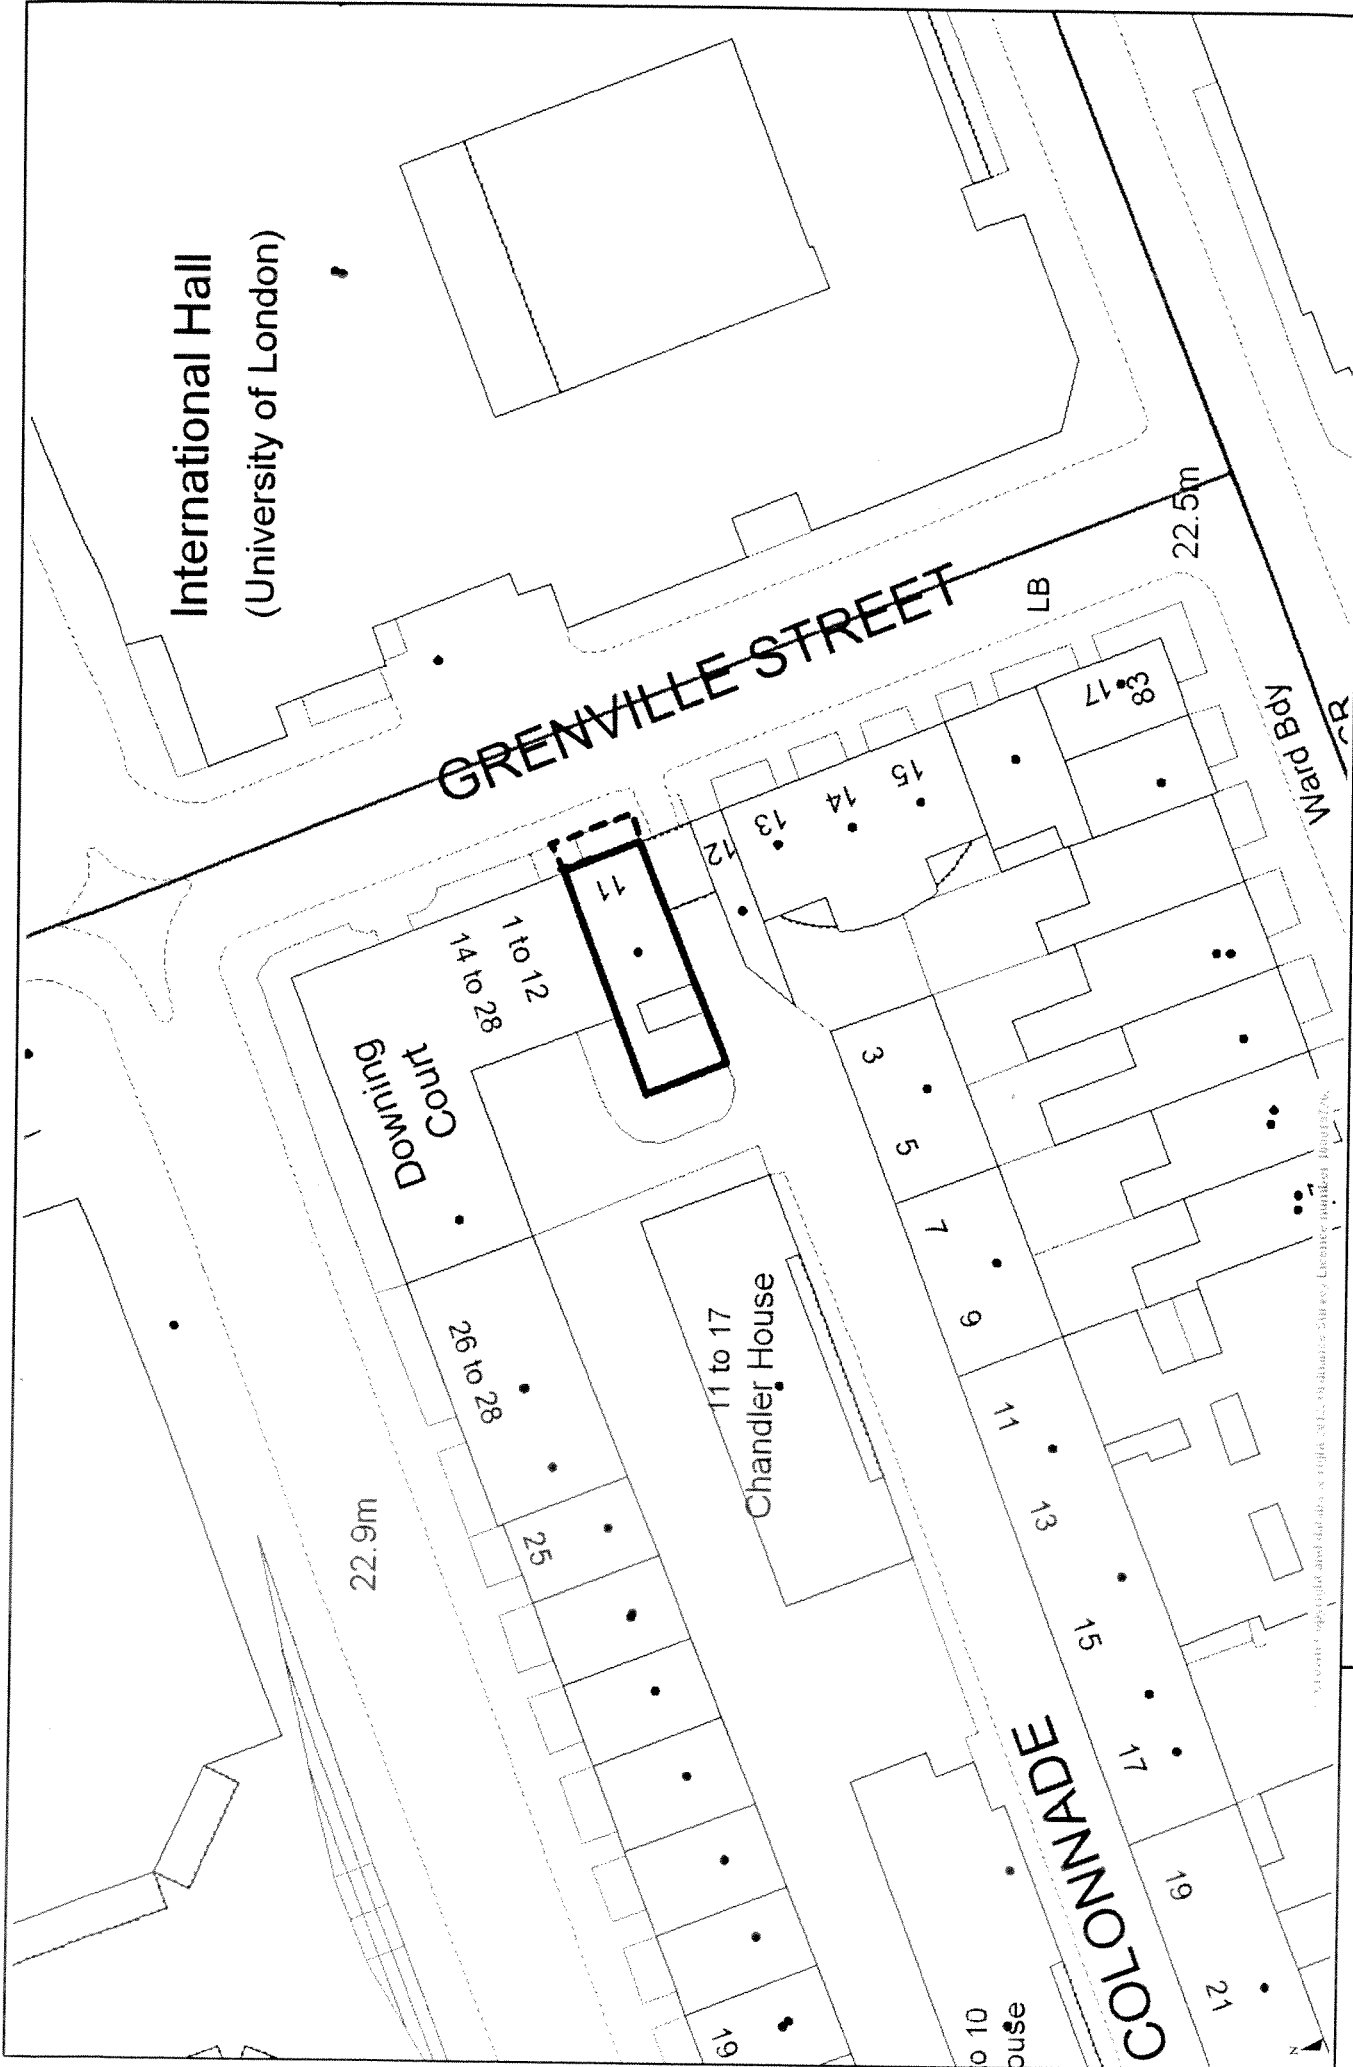 International Hall
(University of London)
GRENVILLE STREET
22.5m
LB
17
83
Ward Bdy
15
14
13
12
11
1 to 12
14 to 28
Downing
Court
3
5
7
9
11
13
15
17
19
21
26 to 28
25
22.9m
11 to 17
Chandler House
COLONNADE
19
o 10
ouse
N